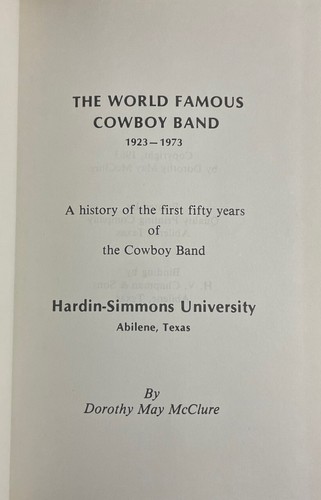 THE WORLD FAMOUS
COWBOY BAND
1923—1973
A history of the first fifty years
of
the Cowboy Band
Hardin-Simmons University
Abilene, Texas
By
Dorothy May McClure